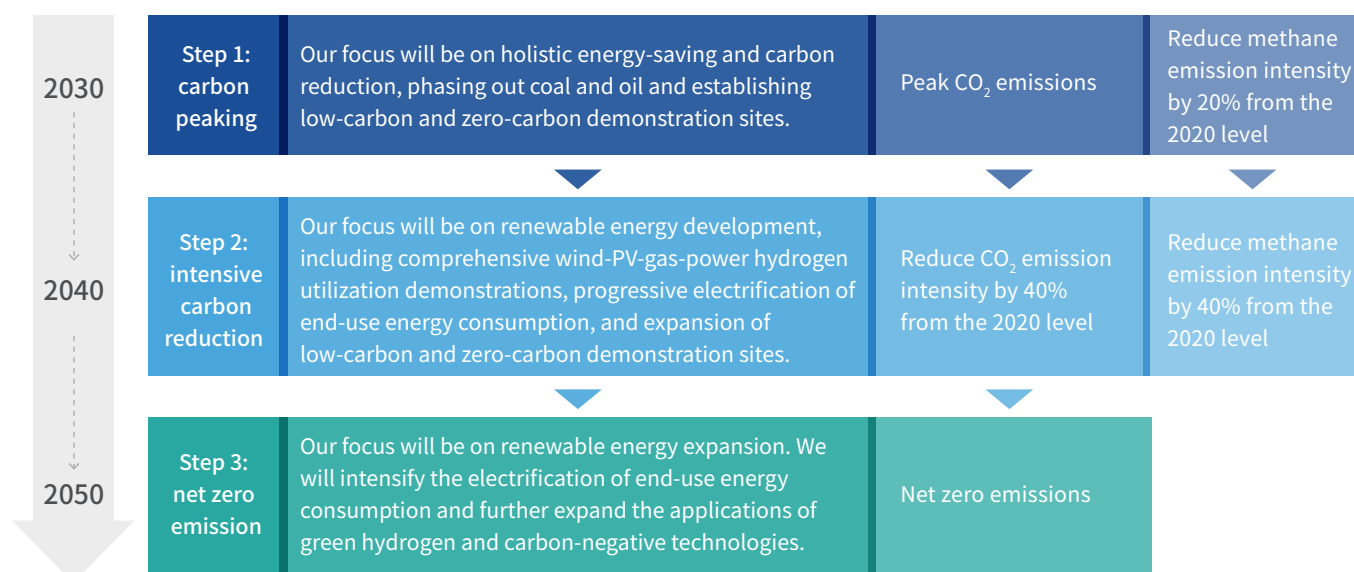 2030
Step 1:
carbon
peaking
Our focus will be on holistic energy-saving and carbon
reduction, phasing out coal and oil and establishing
low-carbon and zero-carbon demonstration sites.
Peak CO₂ emissions
Reduce methane
emission intensity
by 20% from the
2020 level
2040
Step 2:
intensive
carbon
reduction
Our focus will be on renewable energy development,
including comprehensive wind-PV-gas-power hydrogen
utilization demonstrations, progressive electrification of
end-use energy consumption, and expansion of
low-carbon and zero-carbon demonstration sites.
Reduce CO₂ emission
intensity by 40%
from the 2020 level
Reduce methane
emission intensity
by 40% from the
2020 level
2050
Step 3:
net zero
emission
Our focus will be on renewable energy expansion. We
will intensify the electrification of end-use energy
consumption and further expand the applications of
green hydrogen and carbon-negative technologies.
Net zero emissions